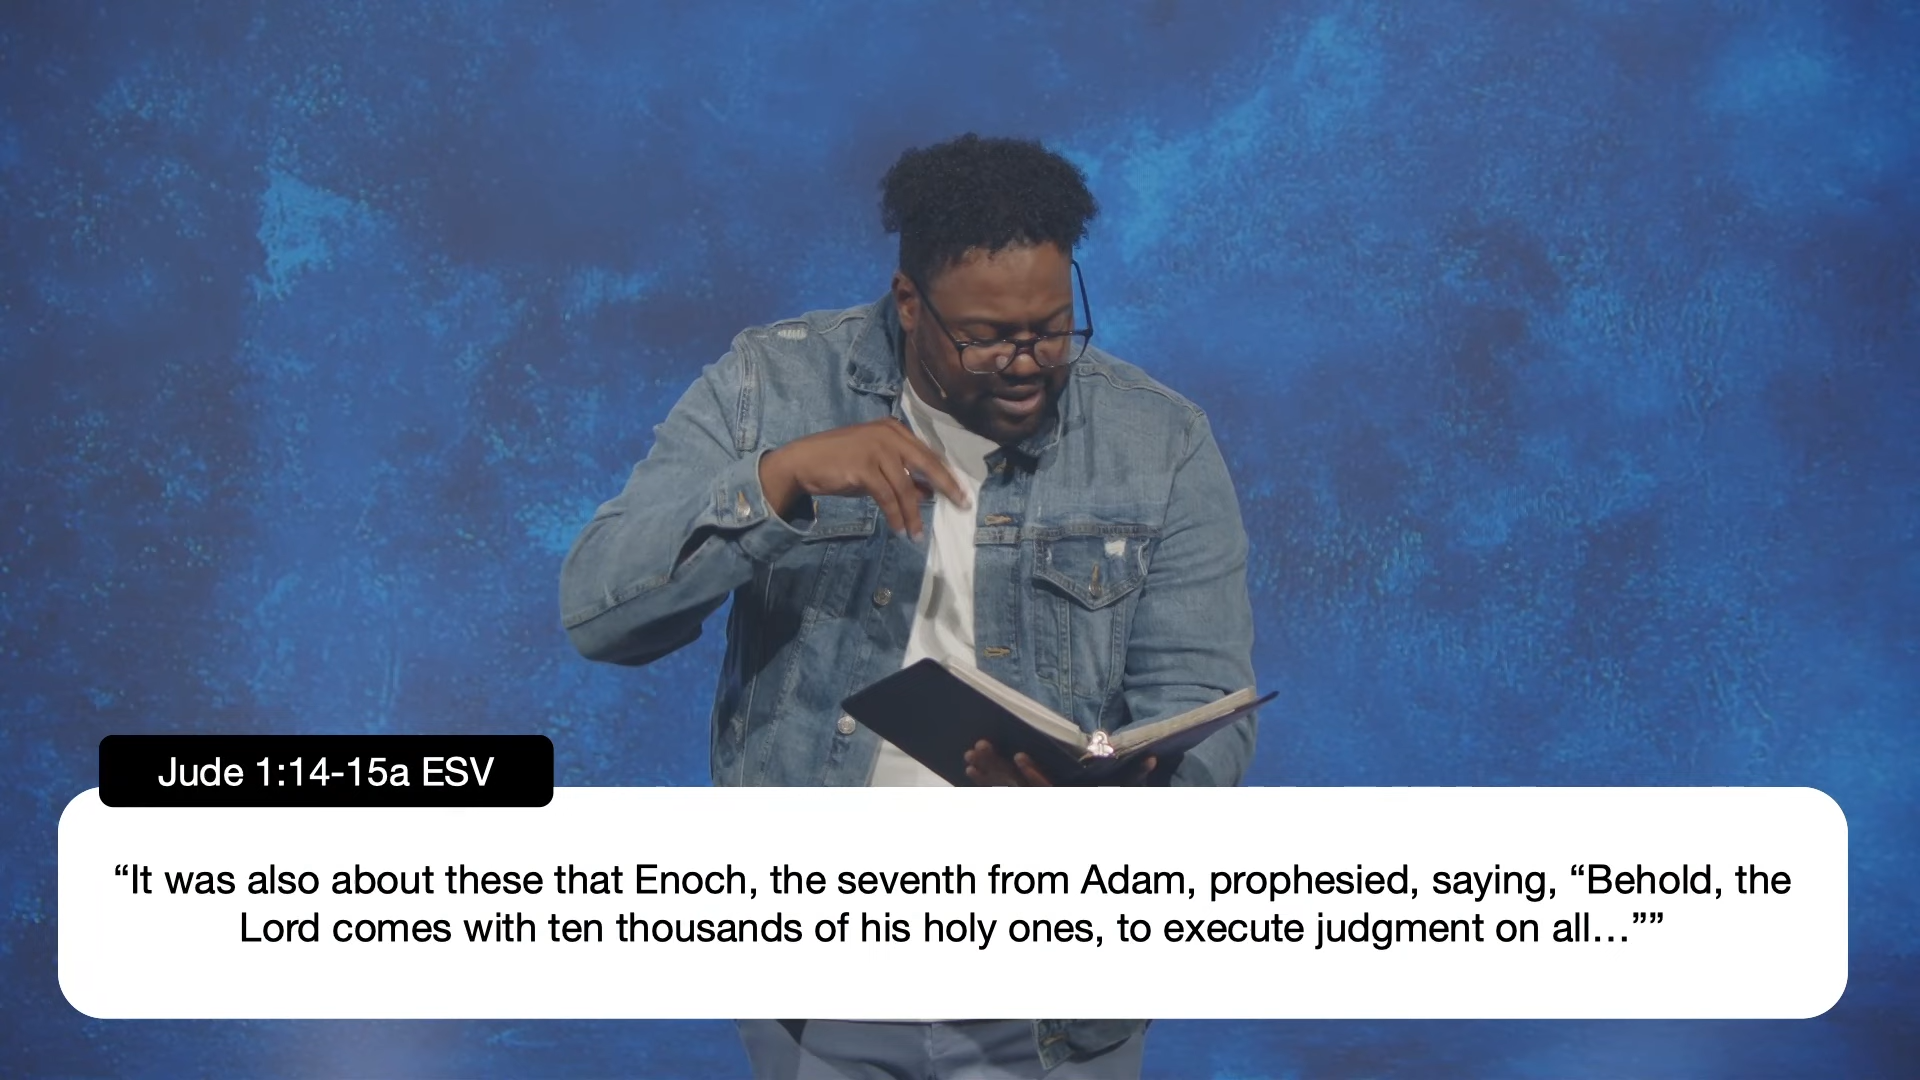 Jude 1:14-15a ESV
“It was also about these that Enoch, the seventh from Adam, prophesied, saying, “Behold, the
Lord comes with ten thousands of his holy ones, to execute judgment on all…””